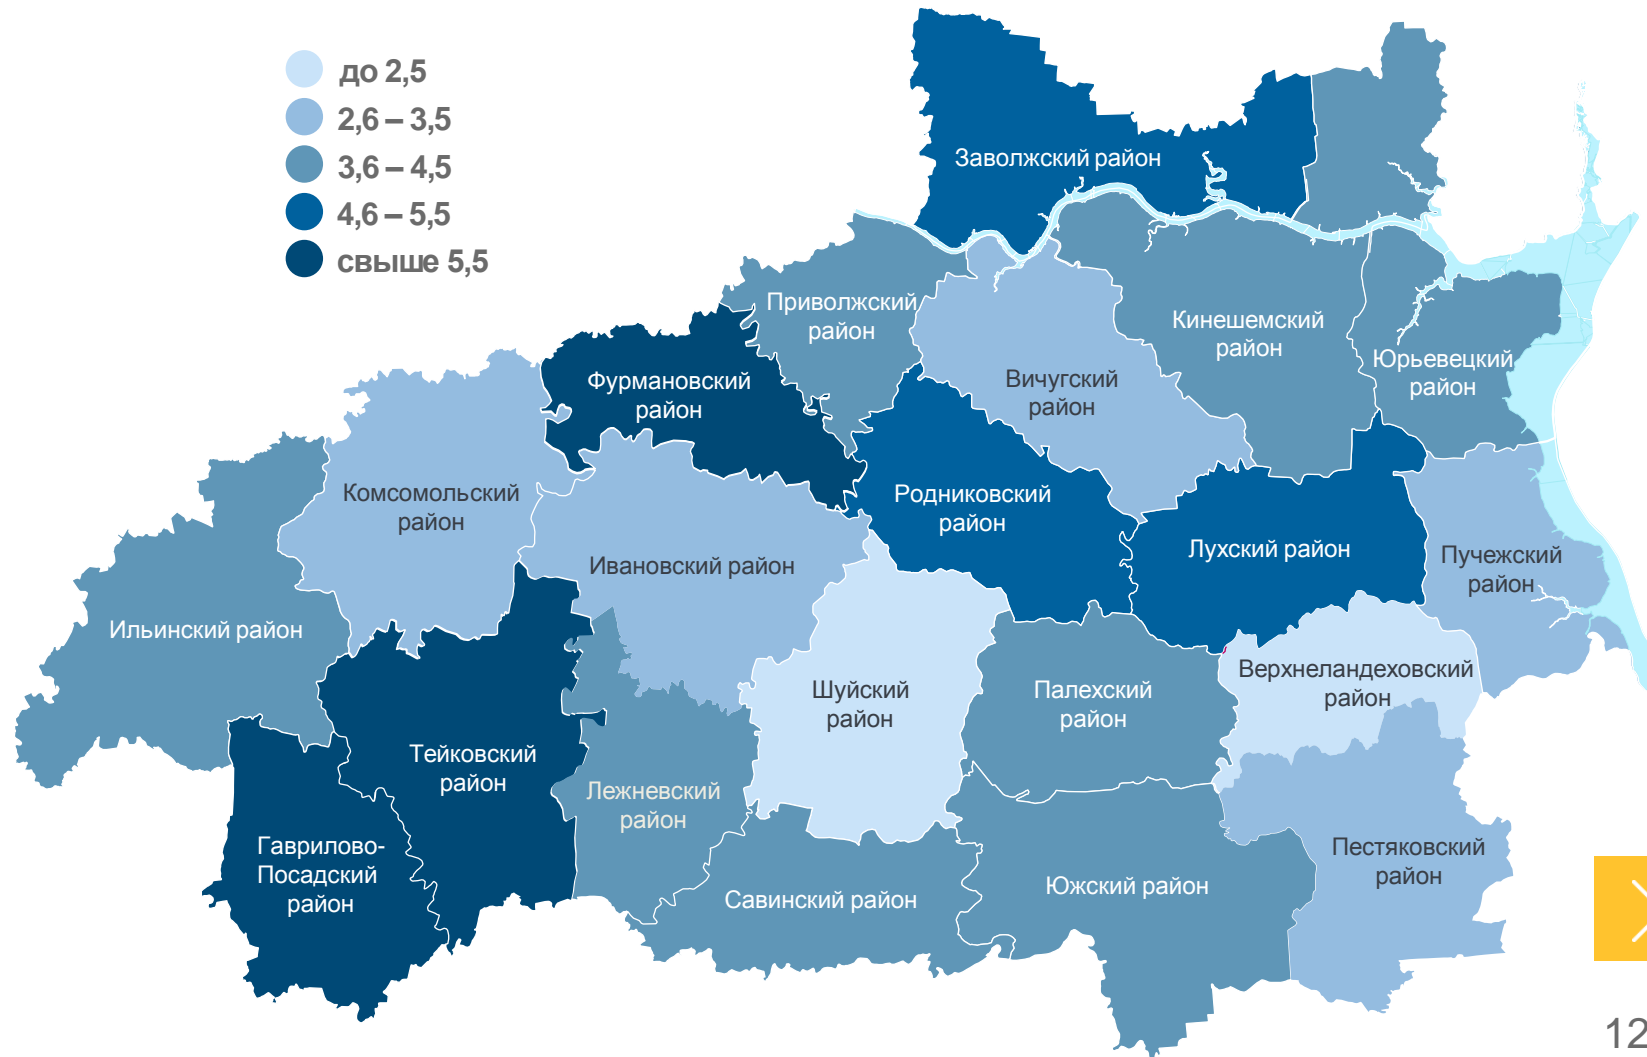 до 2,5
2,6 – 3,5
3,6 – 4,5
4,6 – 5,5
свыше 5,5
Заволжский район
Приволжский
район
Кинешемский
район
Юрьевецкий
район
Фурмановский
район
Вичугский
район
Комсомольский
район
Родниковский
район
Ивановский район
Лухский район
Пучежский
район
Ильинский район
Шуйский
район
Палехский
район
Верхнеландеховский
район
Тейковский
район
Лежневский
район
Гаврилово-
Посадский
район
Савинский район
Южский район
Пестяковский
район
12